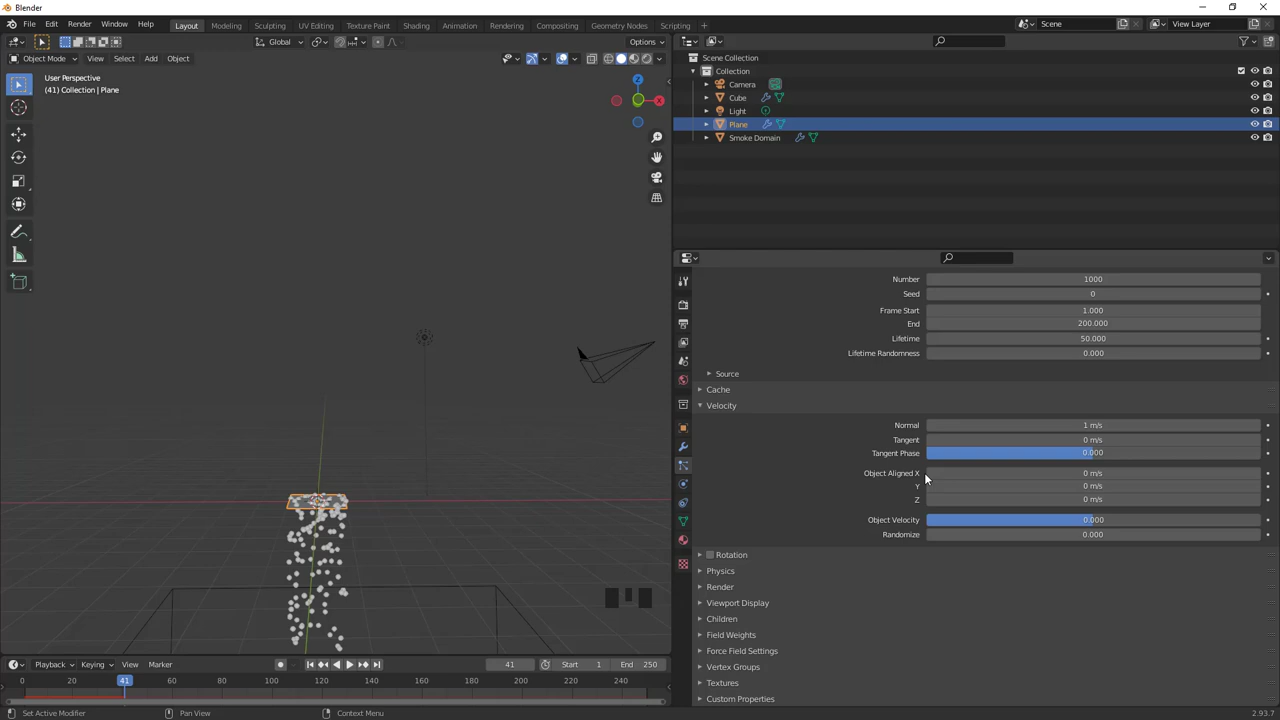 Blender
File Edit Render Window Help Layout Modeling Sculpting UV Editing Texture Paint Shading Animation Rendering Compositing Geometry Nodes Scripting + Scene View Layer
Global Options
Object Mode View Select Add Object
User Perspective
(41) Collection | Plane
Z
X
Scene Collection
Collection
Camera
Cube
Light
Plane
Smoke Domain
Number 1000
Seed 0
Frame Start 1.000
End 200.000
Lifetime 50.000
Lifetime Randomness 0.000
Source
Cache
Velocity
Normal 1 m/s
Tangent 0 m/s
Tangent Phase 0.000
Object Aligned X 0 m/s
Y 0 m/s
Z 0 m/s
Object Velocity 0.000
Randomize 0.000
Rotation
Physics
Render
Viewport Display
Children
Field Weights
Force Field Settings
Vertex Groups
Textures
Custom Properties
Playback Keying View Marker 41 Start 1 End 250
0 20 41 60 80 100 120 140 160 180 200 220 240
Set Active Modifier Pan View Context Menu 2.93.7